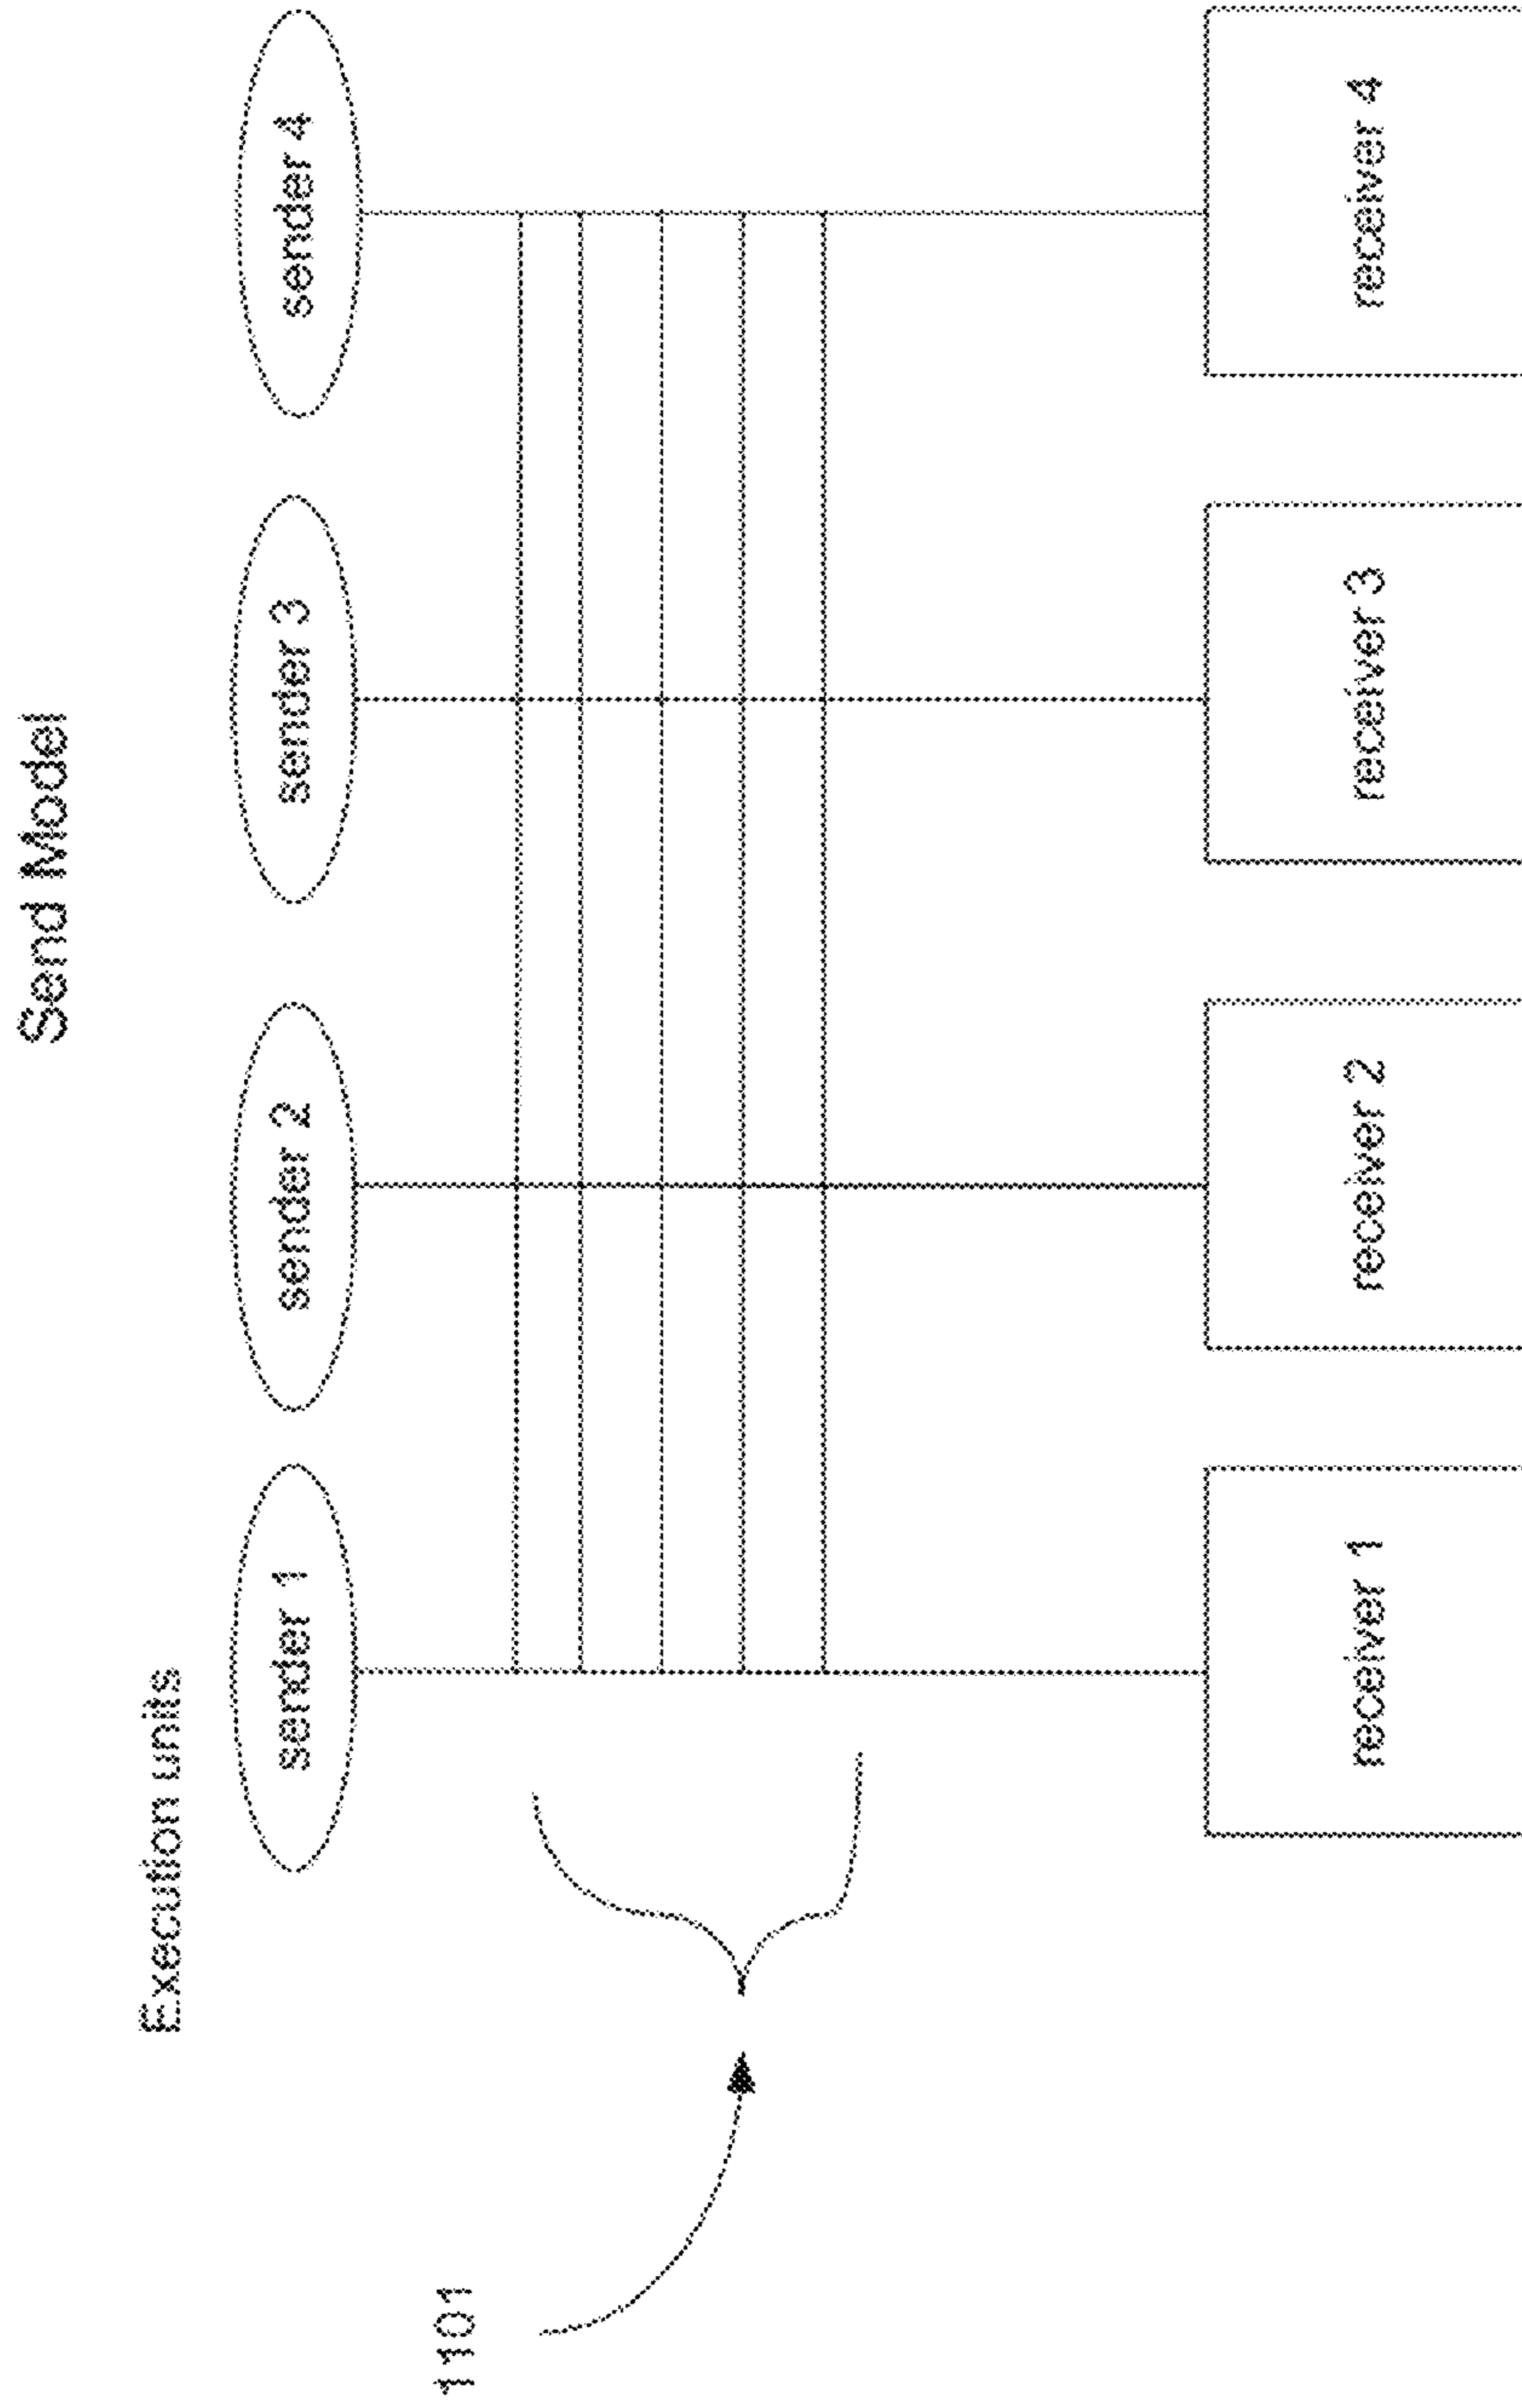 Send Model
Execution units
sender 1
sender 2
sender 3
sender 4
1101
receiver 1
receiver 2
receiver 3
receiver 4